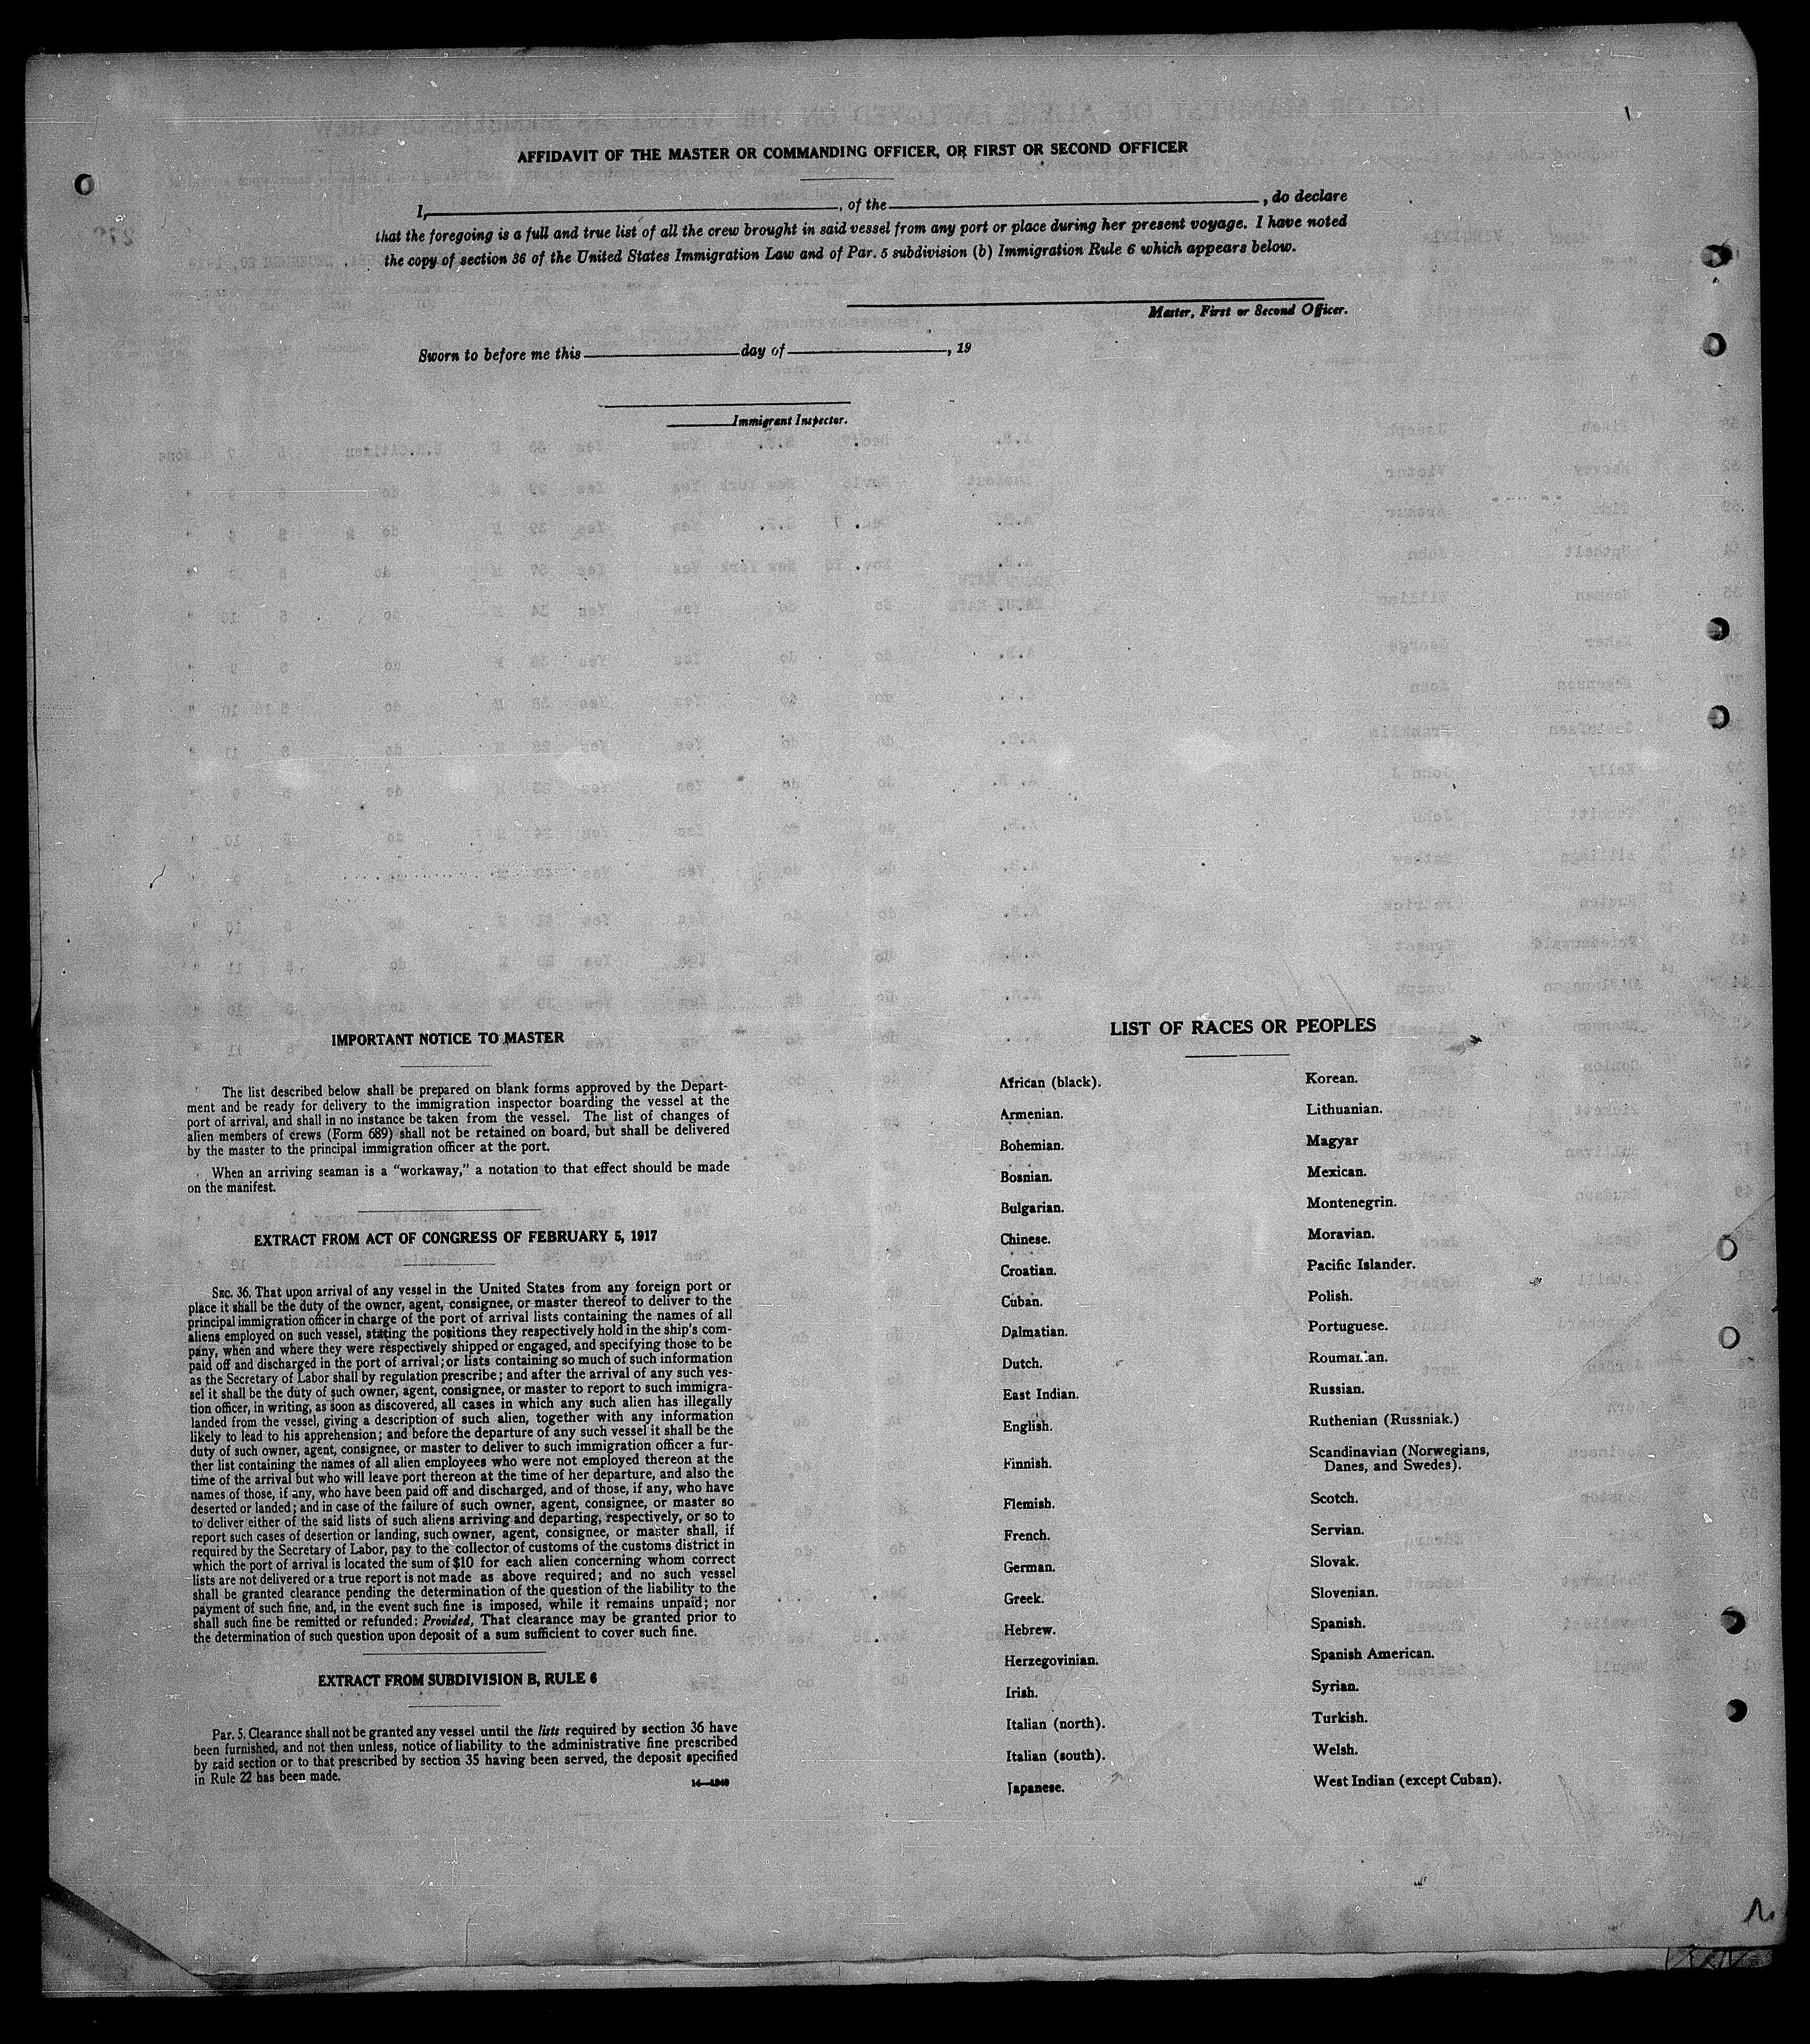 AFFIDAVIT OF THE MASTER OR COMMANDING OFFICER, OR FIRST OR SECOND OFFICER
I, , of the , do declare
that the foregoing is a full and true list of all the crew brought in said vessel from any port or place during her present voyage. I have noted
the copy of section 36 of the United States Immigration Law and of Par. 5 subdivision (b) Immigration Rule 6 which appears below.
Master, First or Second Officer.
Sworn to before me this day of , 19
Immigrant Inspector.
IMPORTANT NOTICE TO MASTER
The list described below shall be prepared on blank forms approved by the Depart-
ment and be ready for delivery to the immigration inspector boarding the vessel at the
port of arrival, and shall in no instance be taken from the vessel. The list of changes of
alien members of crews (Form 689) shall not be retained on board, but shall be delivered
by the master to the principal immigration officer at the port.
When an arriving seaman is a "workaway," a notation to that effect should be made
on the manifest.
EXTRACT FROM ACT OF CONGRESS OF FEBRUARY 5, 1917
SEC. 36. That upon arrival of any vessel in the United States from any foreign port or
place it shall be the duty of the owner, agent, consignee, or master thereof to deliver to the
principal immigration officer in charge of the port of arrival lists containing the names of all
aliens employed on such vessel, stating the positions they respectively hold in the ship's com-
pany, when and where they were respectively shipped or engaged, and specifying those to be
paid off and discharged in the port of arrival; or lists containing so much of such information
as the Secretary of Labor shall by regulation prescribe; and after the arrival of any such ves-
sel it shall be the duty of such owner, agent, consignee, or master to report to such immigra-
tion officer, in writing, as soon as discovered, all cases in which any such alien has illegally
landed from the vessel, giving a description of such alien, together with any information
likely to lead to his apprehension; and before the departure of any such vessel it shall be the
duty of such owner, agent, consignee, or master to deliver to such immigration officer a fur-
ther list containing the names of all alien employees who were not employed thereon at the
time of the arrival but who will leave port thereon at the time of her departure, and also the
names of those, if any, who have been paid off and discharged, and of those, if any, who have
deserted or landed; and in case of the failure of such owner, agent, consignee, or master so
to deliver either of the said lists of such aliens arriving and departing, respectively, or so to
report such cases of desertion or landing, such owner, agent, consignee, or master shall, if
required by the Secretary of Labor, pay to the collector of customs of the customs district in
which the port of arrival is located the sum of $10 for each alien concerning whom correct
lists are not delivered or a true report is not made as above required; and no such vessel
shall be granted clearance pending the determination of the question of the liability to the
payment of such fine, and, in the event such fine is imposed, while it remains unpaid; nor
shall such fine be remitted or refunded: Provided, That clearance may be granted prior to
the determination of such question upon deposit of a sum sufficient to cover such fine.
EXTRACT FROM SUBDIVISION B, RULE 6
Par. 5. Clearance shall not be granted any vessel until the lists required by section 36 have
been furnished, and not then unless, notice of liability to the administrative fine prescribed
by said section or to that prescribed by section 35 having been served, the deposit specified
in Rule 22 has been made.
LIST OF RACES OR PEOPLES
African (black).
Armenian.
Bohemian.
Bosnian.
Bulgarian.
Chinese.
Croatian.
Cuban.
Dalmatian.
Dutch.
East Indian.
English.
Finnish.
Flemish.
French.
German.
Greek.
Hebrew.
Herzegovinian.
Irish.
Italian (north).
Italian (south).
Japanese.
Korean.
Lithuanian.
Magyar
Mexican.
Montenegrin.
Moravian.
Pacific Islander.
Polish.
Portuguese.
Roumanian.
Russian.
Ruthenian (Russniak.)
Scandinavian (Norwegians,
Danes, and Swedes).
Scotch.
Servian.
Slovak.
Slovenian.
Spanish.
Spanish American.
Syrian.
Turkish.
Welsh.
West Indian (except Cuban).